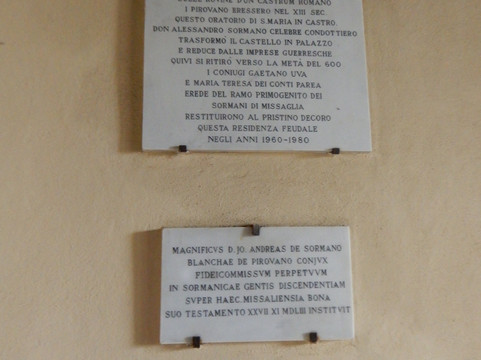 SULLE ROVINE D'UN CASTRUM ROMANO
I PIROVANO ERESSERO NEL XIII SEC.
QUESTO ORATORIO DI S.MARIA IN CASTRO.
DON ALESSANDRO SORMANO CELEBRE CONDOTTIERO
TRASFORMÒ IL CASTELLO IN PALAZZO
E REDUCE DALLE IMPRESE GUERRESCHE
QUIVI SI RITIRÒ VERSO LA METÀ DEL 600
I CONIUGI GAETANO UVA
E MARIA TERESA DEI CONTI PAREA
EREDE DEL RAMO PRIMOGENITO DEI
SORMANI DI MISSAGLIA
RESTITUIRONO AL PRISTINO DECORO
QUESTA RESIDENZA FEUDALE
NEGLI ANNI 1960-1980
MAGNIFICVS D. JO. ANDREAS DE SORMANO
BLANCHAE DE PIROVANO CONJVX
FIDEICOMMISSVM PERPETVVM
IN SORMANICAE GENTIS DISCENDENTIAM
SVPER HAEC MISSALIENSIA BONA
SUO TESTAMENTO XXVII XI MDLIII INSTITVIT